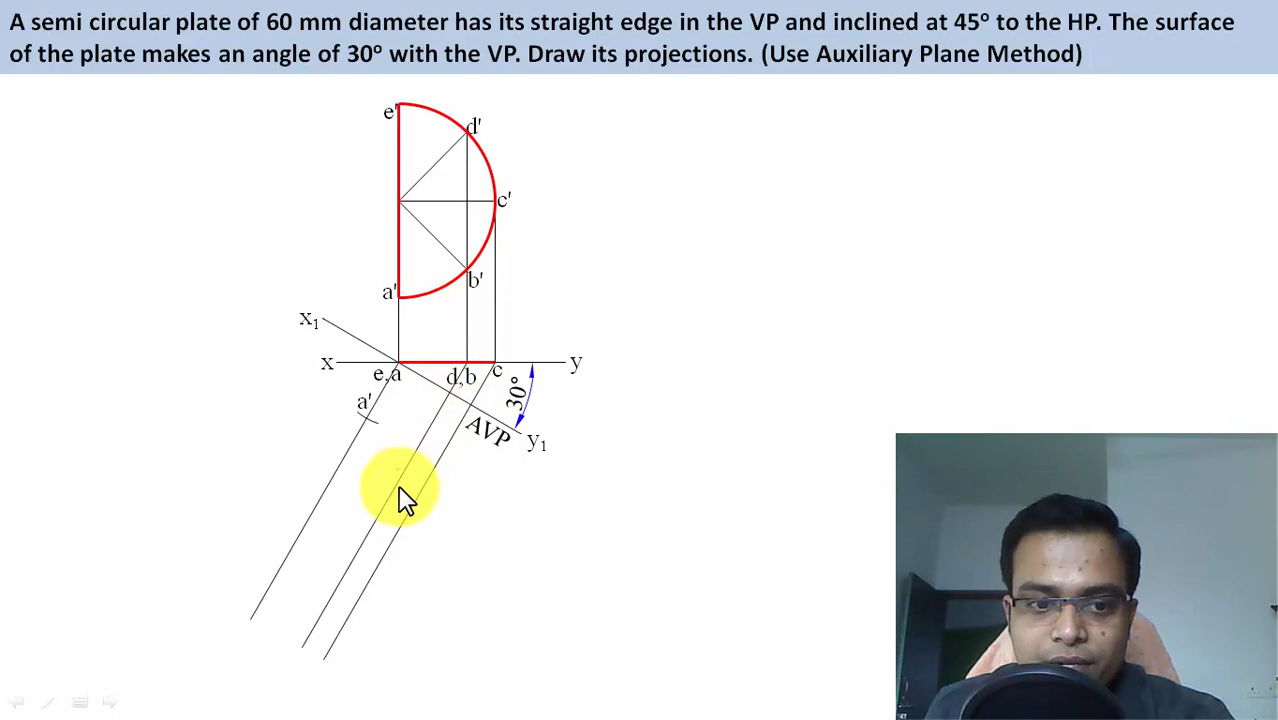 A semi circular plate of 60 mm diameter has its straight edge in the VP and inclined at 45° to the HP. The surface
of the plate makes an angle of 30° with the VP. Draw its projections. (Use Auxiliary Plane Method)
e'
d'
c'
b'
a'
x₁
x
y
e,a
d,b
c
a'
30°
AVP
y₁